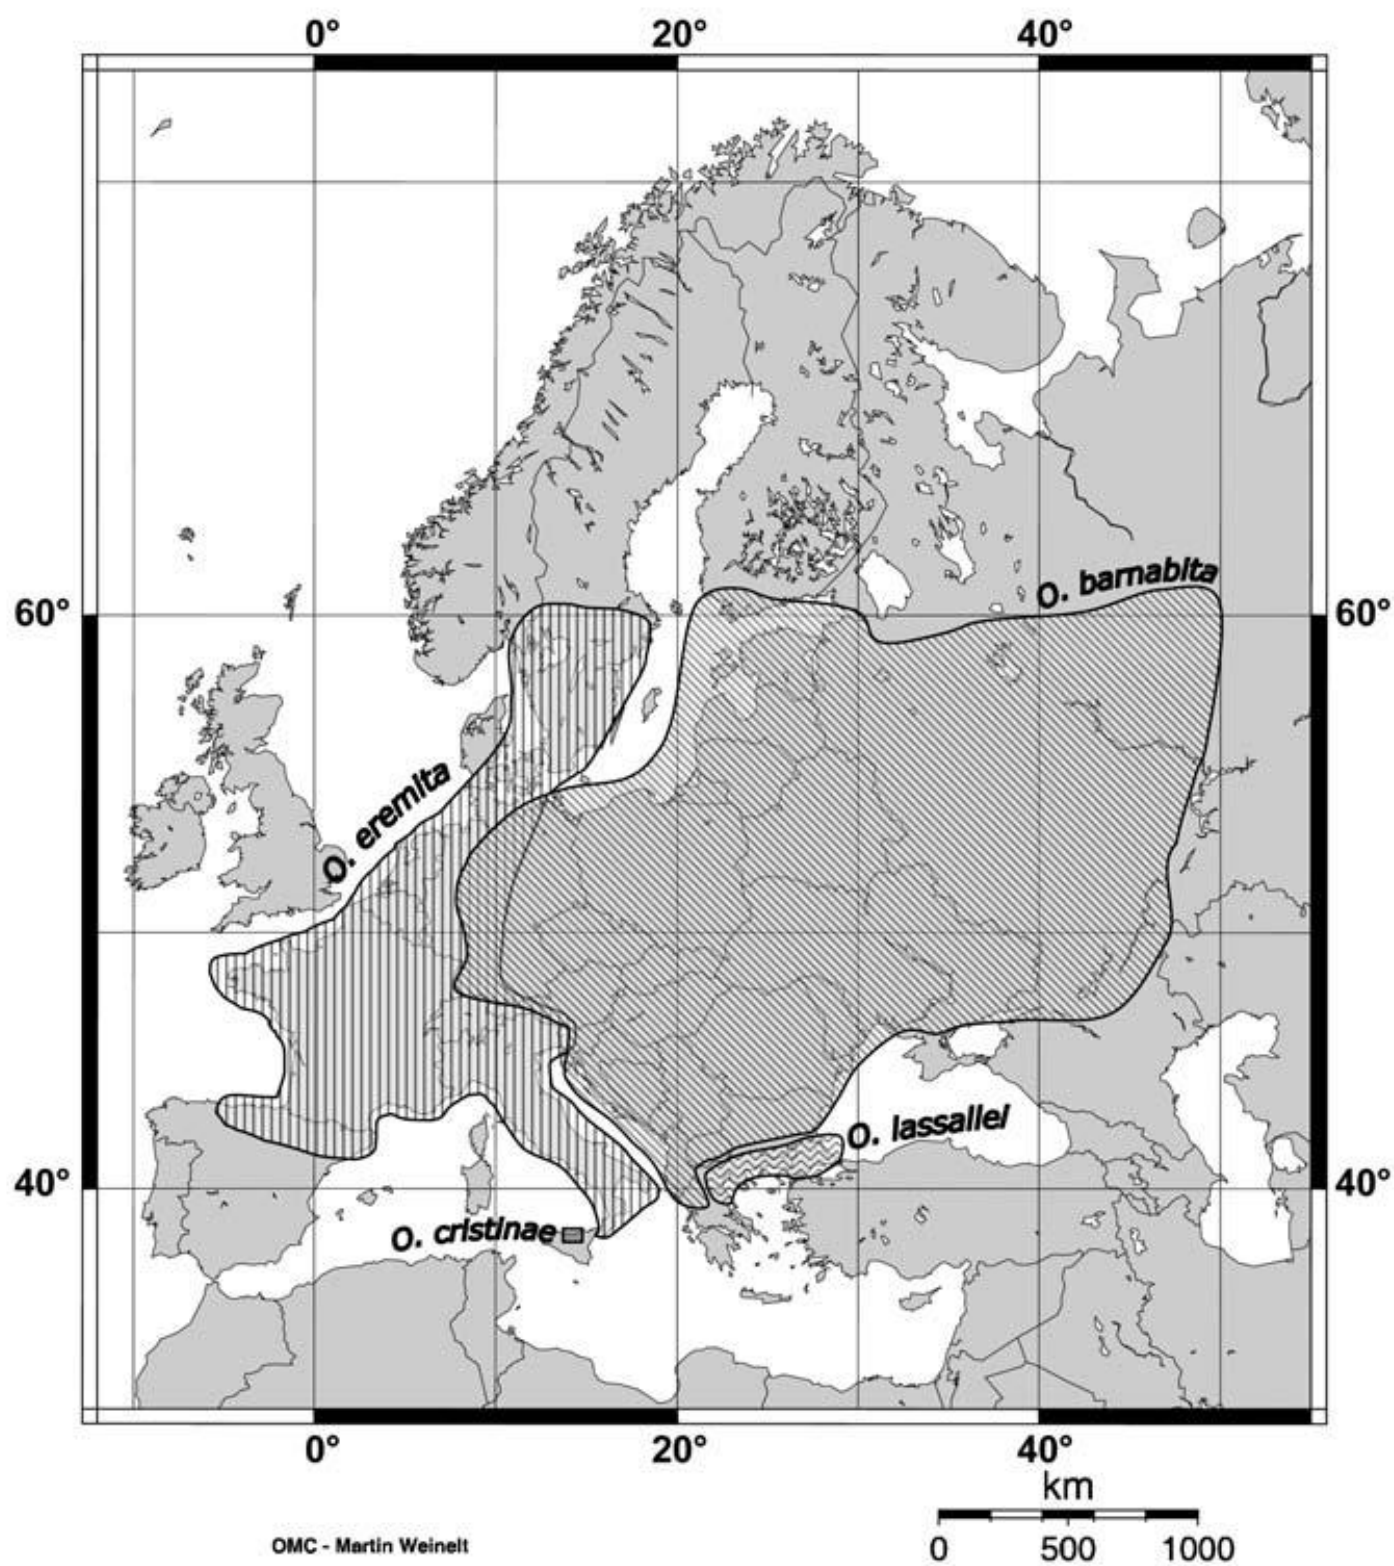 0° 20° 40°
O. barnabita
60° 60°
O. eremita
O. lassallei
40° 40°
O. cristinae
0° 20° 40°
km
0 500 1000
OMC - Martin Weinelt